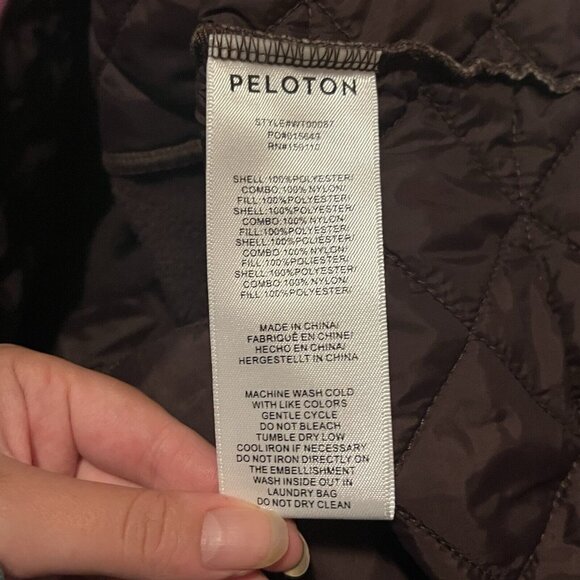 PELOTON
STYLE#WT00087
PO#015643
RN#159110
SHELL:100%POLYESTER/
COMBO:100% NYLON/
FILL:100%POLYESTER/
SHELL:100%POLYESTER/
COMBO:100% NYLON/
FILL:100%POLYESTER/
SHELL:100%POLIESTER/
COMBO:100% NYLON/
FILL:100%POLIESTER/
SHELL:100%POLYESTER/
COMBO:100% NYLON/
FILL:100%POLYESTER/
MADE IN CHINA/
FABRIQUÉ EN CHINE/
HECHO EN CHINA/
HERGESTELLT IN CHINA
MACHINE WASH COLD
WITH LIKE COLORS
GENTLE CYCLE
DO NOT BLEACH
TUMBLE DRY LOW
COOL IRON IF NECESSARY
DO NOT IRON DIRECTLY ON
THE EMBELLISHMENT
WASH INSIDE OUT IN
LAUNDRY BAG
DO NOT DRY CLEAN